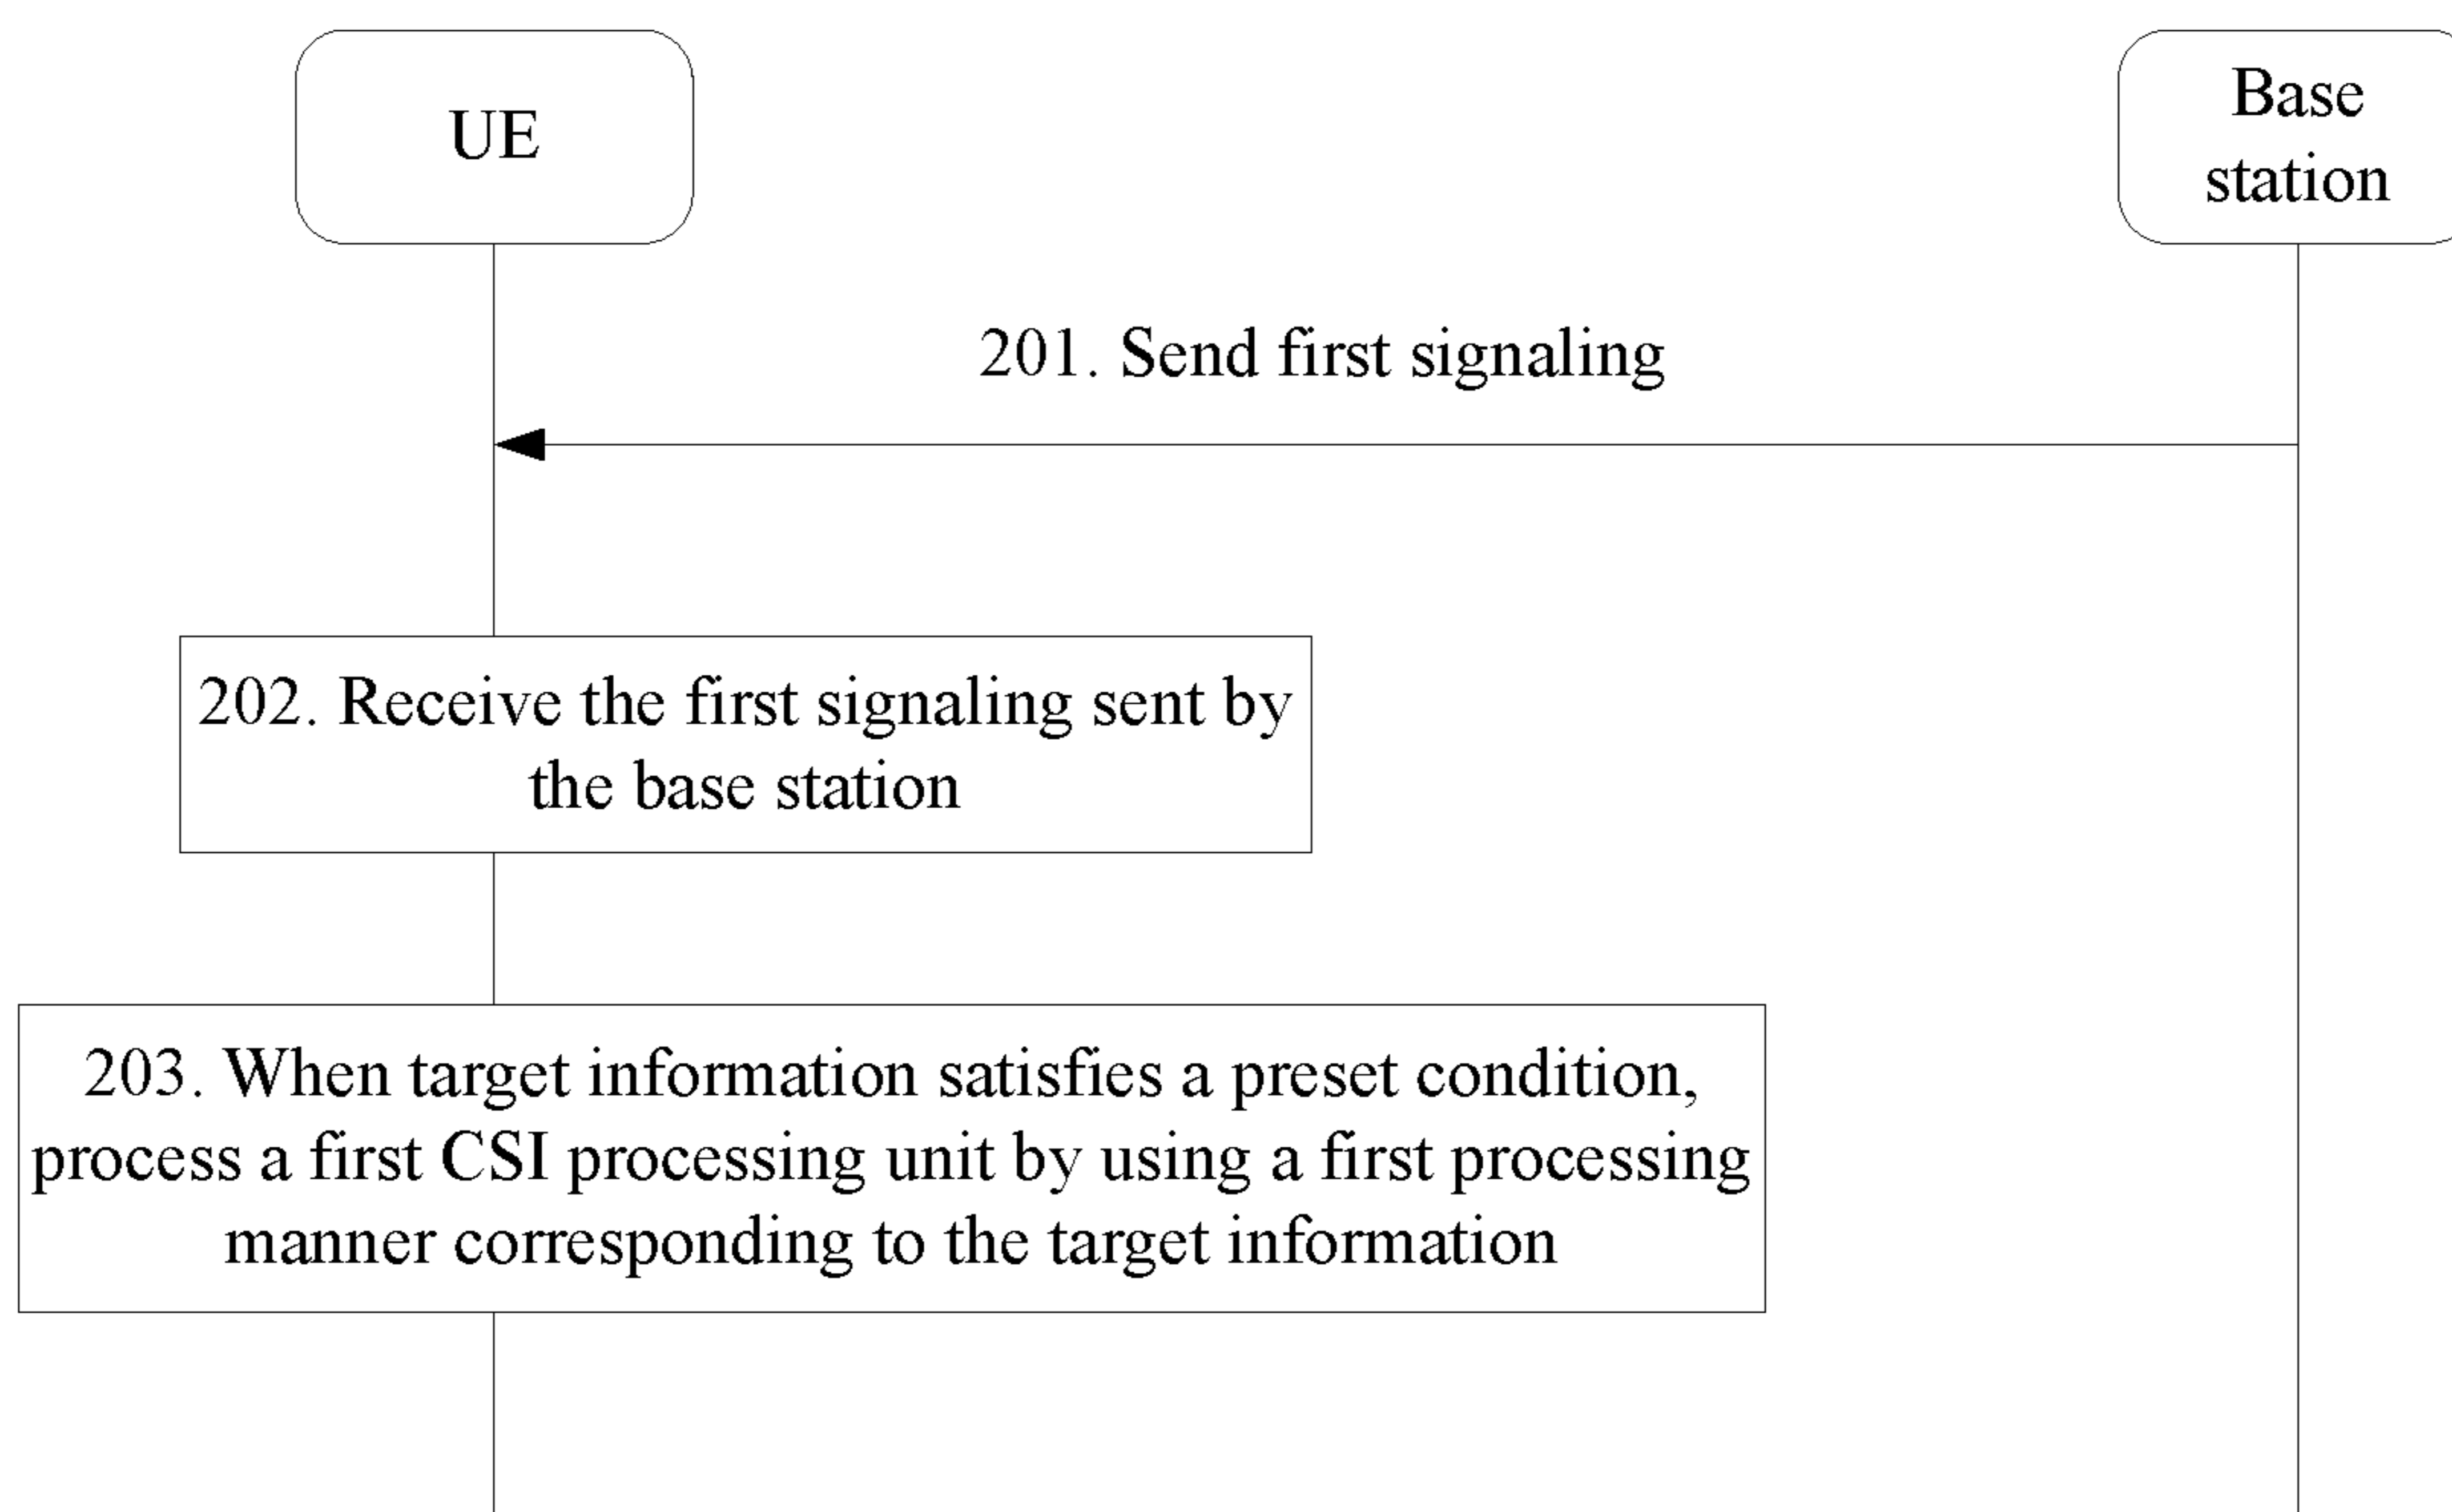 UE
Base
station
201. Send first signaling
202. Receive the first signaling sent by
the base station
203. When target information satisfies a preset condition,
process a first CSI processing unit by using a first processing
manner corresponding to the target information